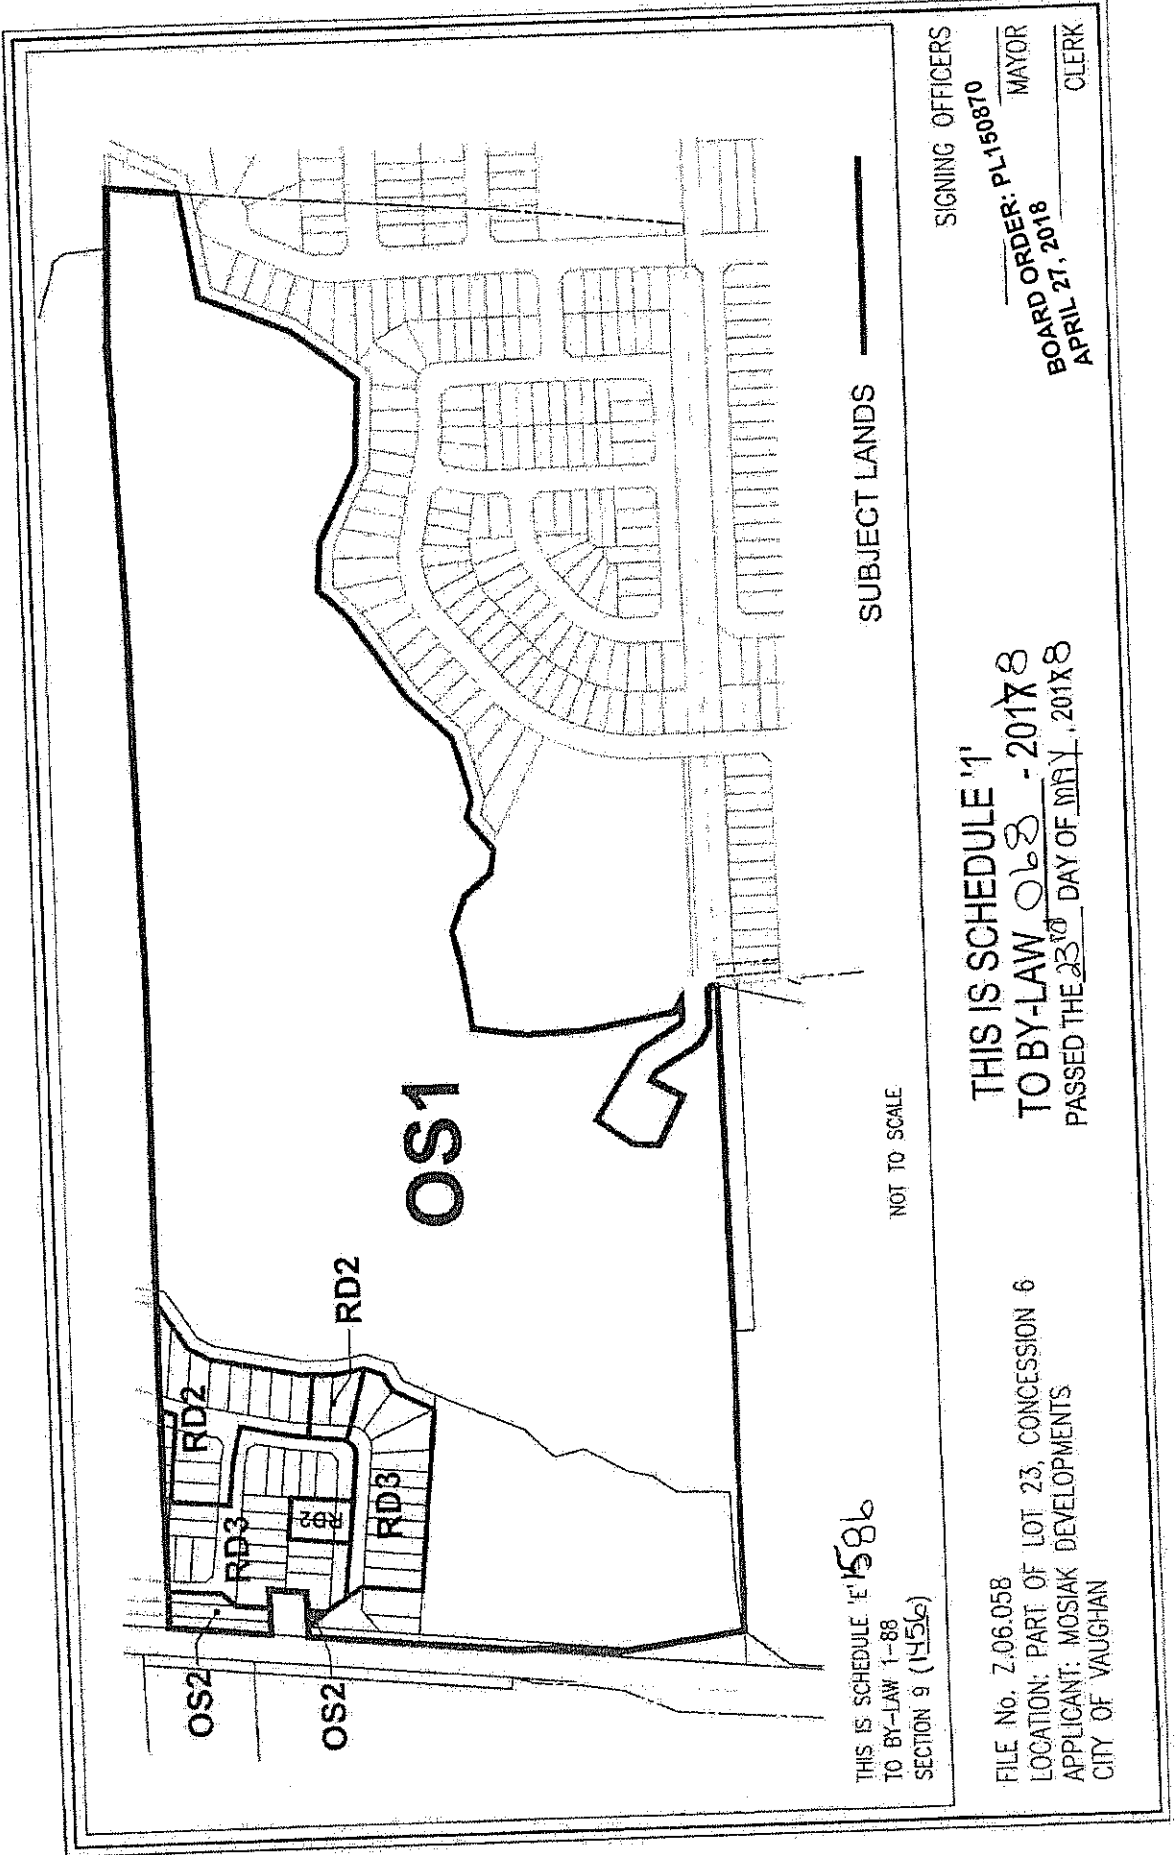 OS2
OS2
RD3
RD2
RD2
RD3
RD2
OS1
SUBJECT LANDS
NOT TO SCALE
THIS IS SCHEDULE 'E' 1586
TO BY-LAW 1-88
SECTION 9 (1456)
FILE No. Z.06.058
LOCATION: PART OF LOT 23, CONCESSION 6
APPLICANT: MOSIAK DEVELOPMENTS
CITY OF VAUGHAN
THIS IS SCHEDULE '1'
TO BY-LAW 068 - 2018
PASSED THE 23rd DAY OF MAY, 2018
SIGNING OFFICERS
BOARD ORDER: PL150870
APRIL 27, 2018
MAYOR
CLERK